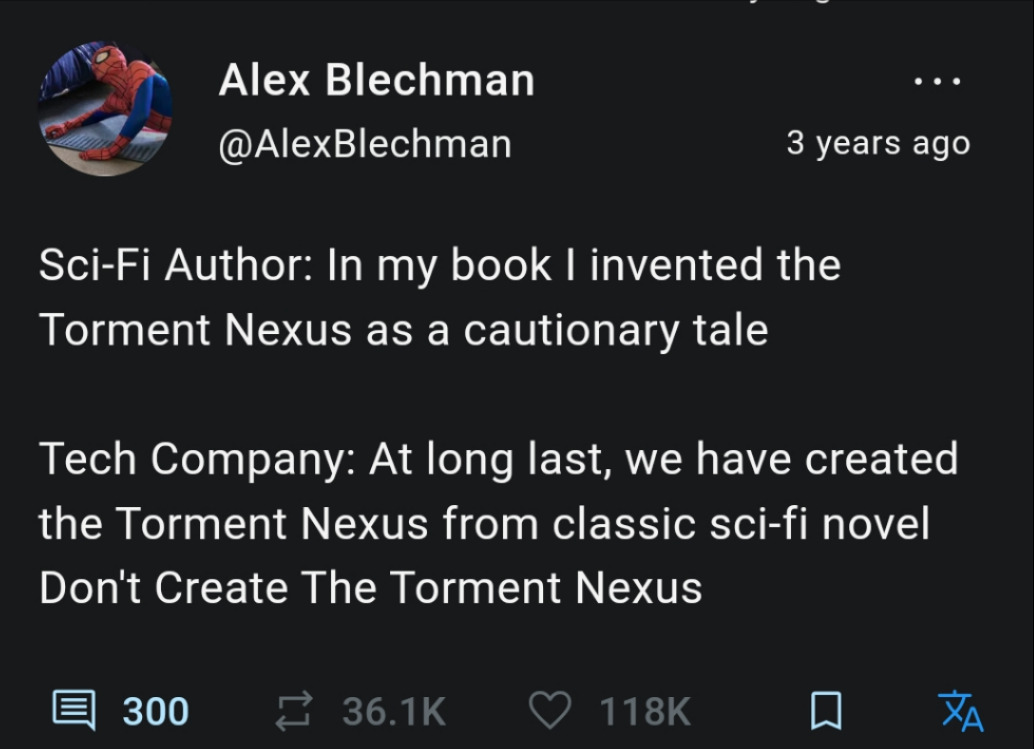 Alex Blechman
...
@AlexBlechman
3 years ago
Sci-Fi Author: In my book I invented the
Torment Nexus as a cautionary tale
Tech Company: At long last, we have created
the Torment Nexus from classic sci-fi novel
Don't Create The Torment Nexus
300 36.1K 118K